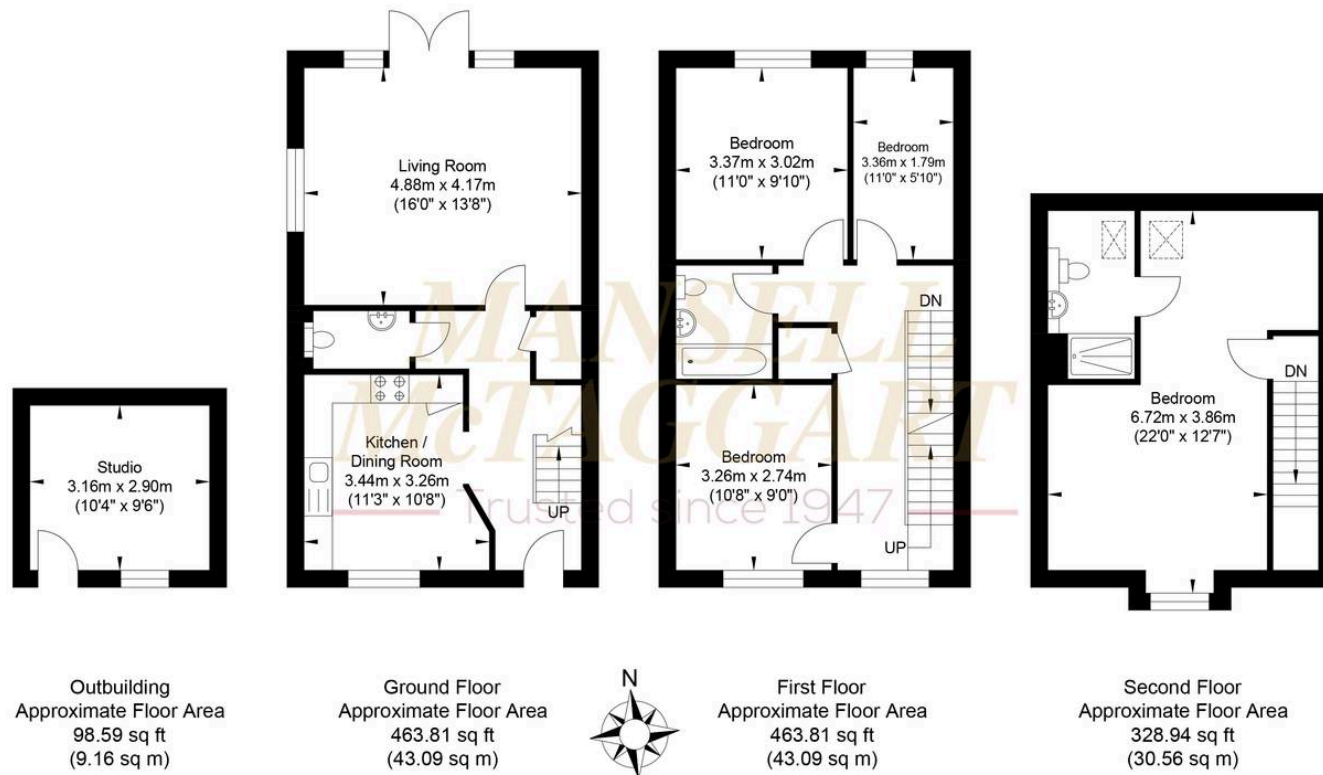 Living Room
4.88m x 4.17m
(16'0" x 13'8")
Bedroom
3.37m x 3.02m
(11'0" x 9'10")
Bedroom
3.36m x 1.79m
(11'0" x 5'10")
DN
MANSELL
McTAGGART
Trusted since 1947
Studio
3.16m x 2.90m
(10'4" x 9'6")
Kitchen /
Dining Room
3.44m x 3.26m
(11'3" x 10'8")
UP
Bedroom
3.26m x 2.74m
(10'8" x 9'0")
UP
DN
Bedroom
6.72m x 3.86m
(22'0" x 12'7")
Outbuilding
Approximate Floor Area
98.59 sq ft
(9.16 sq m)
Ground Floor
Approximate Floor Area
463.81 sq ft
(43.09 sq m)
N
First Floor
Approximate Floor Area
463.81 sq ft
(43.09 sq m)
Second Floor
Approximate Floor Area
328.94 sq ft
(30.56 sq m)